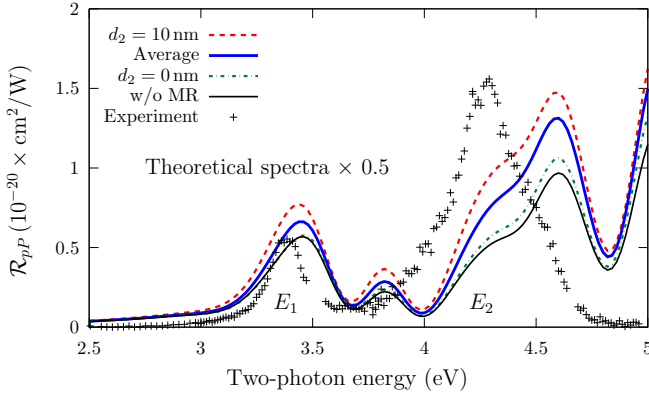 d₂ = 10 nm
Average
d₂ = 0 nm
w/o MR
Experiment
Theoretical spectra × 0.5
E₁
E₂
ℛ_pP (10⁻²⁰ × cm²/W)
0
0.5
1
1.5
2
2.5
3
3.5
4
4.5
5
Two-photon energy (eV)